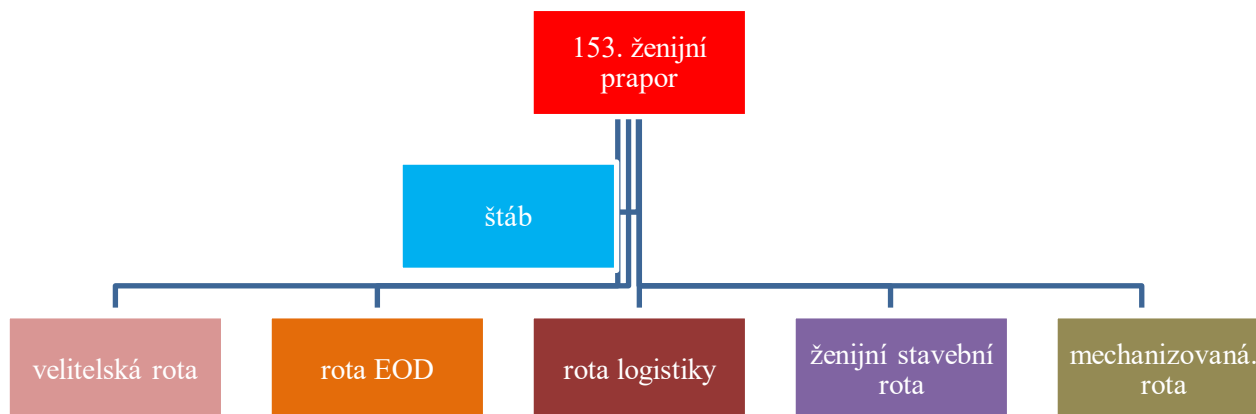 153. ženijní
prapor
štáb
velitelská rota
rota EOD
rota logistiky
ženijní stavební
rota
mechanizovaná.
rota